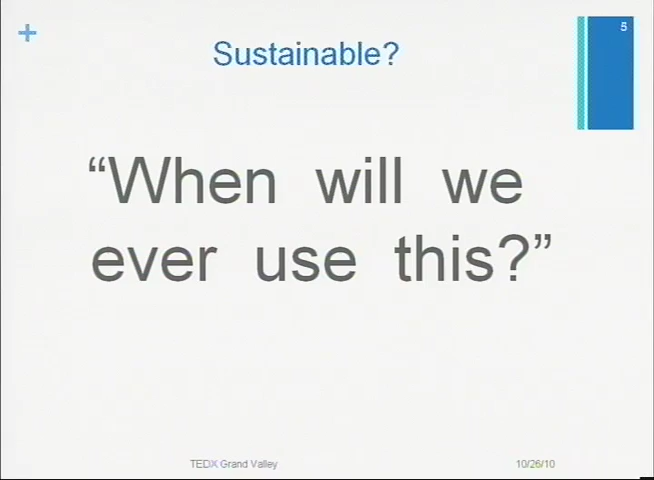 +
5
Sustainable?
“When will we
ever use this?”
TEDX Grand Valley
10/26/10